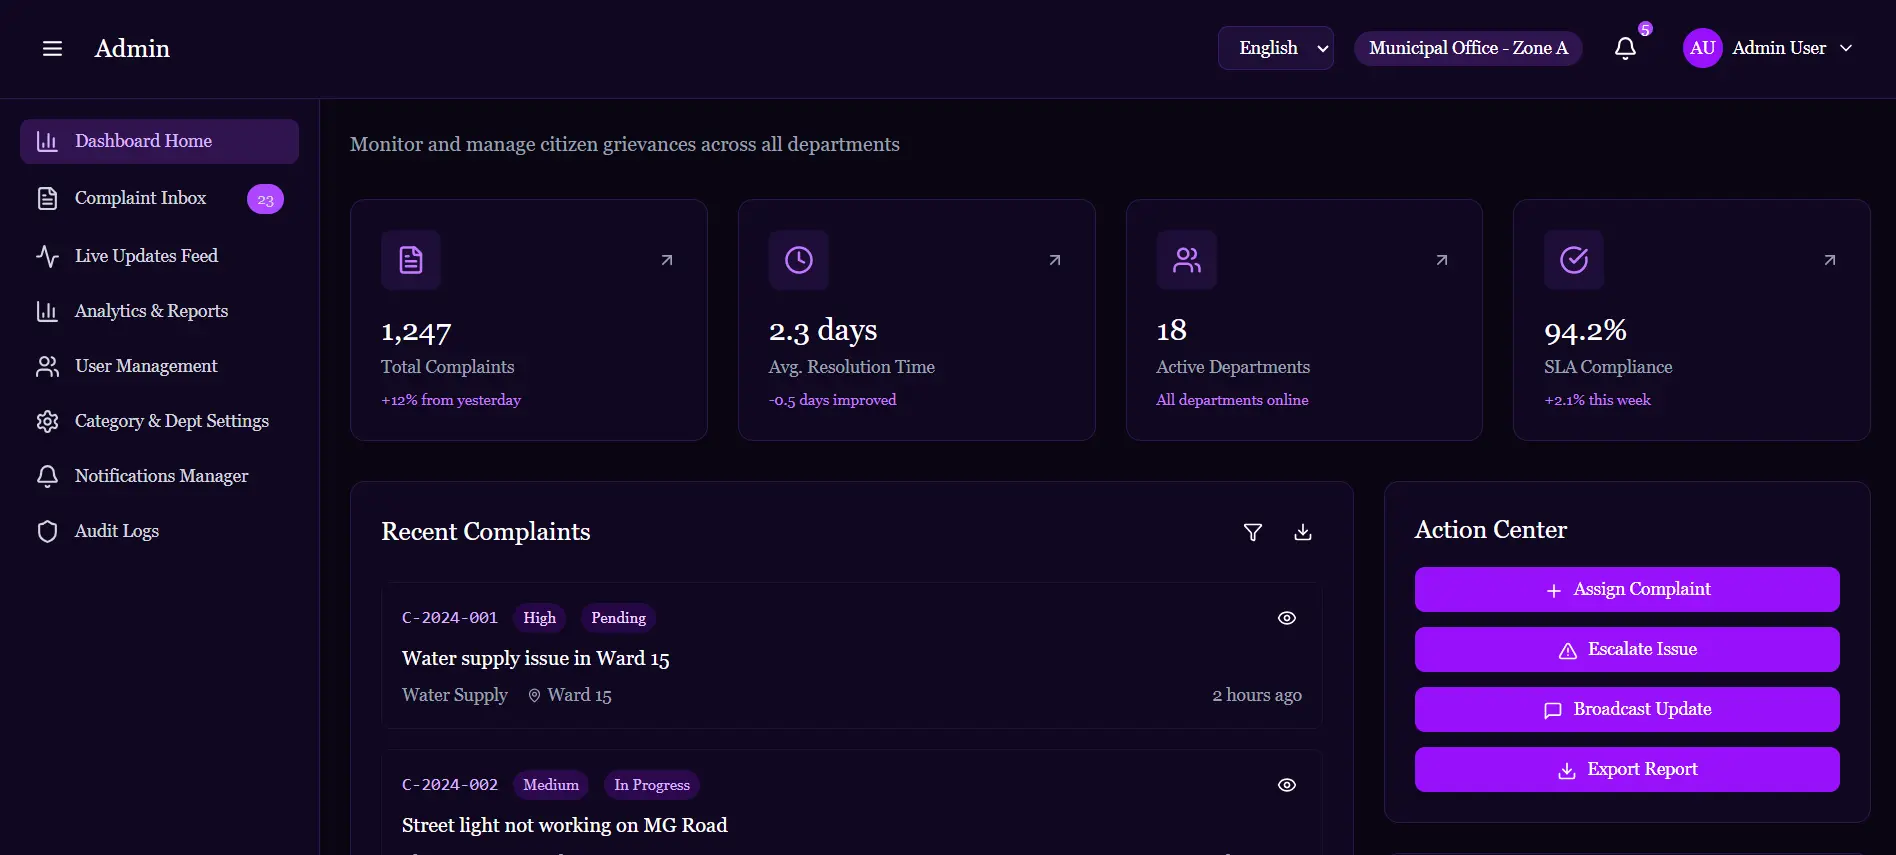 Admin
English
Municipal Office - Zone A
5
AU
Admin User
Dashboard Home
Complaint Inbox
23
Live Updates Feed
Analytics & Reports
User Management
Category & Dept Settings
Notifications Manager
Audit Logs
Monitor and manage citizen grievances across all departments
1,247
Total Complaints
+12% from yesterday
2.3 days
Avg. Resolution Time
-0.5 days improved
18
Active Departments
All departments online
94.2%
SLA Compliance
+2.1% this week
Recent Complaints
C-2024-001 High Pending
Water supply issue in Ward 15
Water Supply Ward 15
2 hours ago
C-2024-002 Medium In Progress
Street light not working on MG Road
Action Center
Assign Complaint
Escalate Issue
Broadcast Update
Export Report